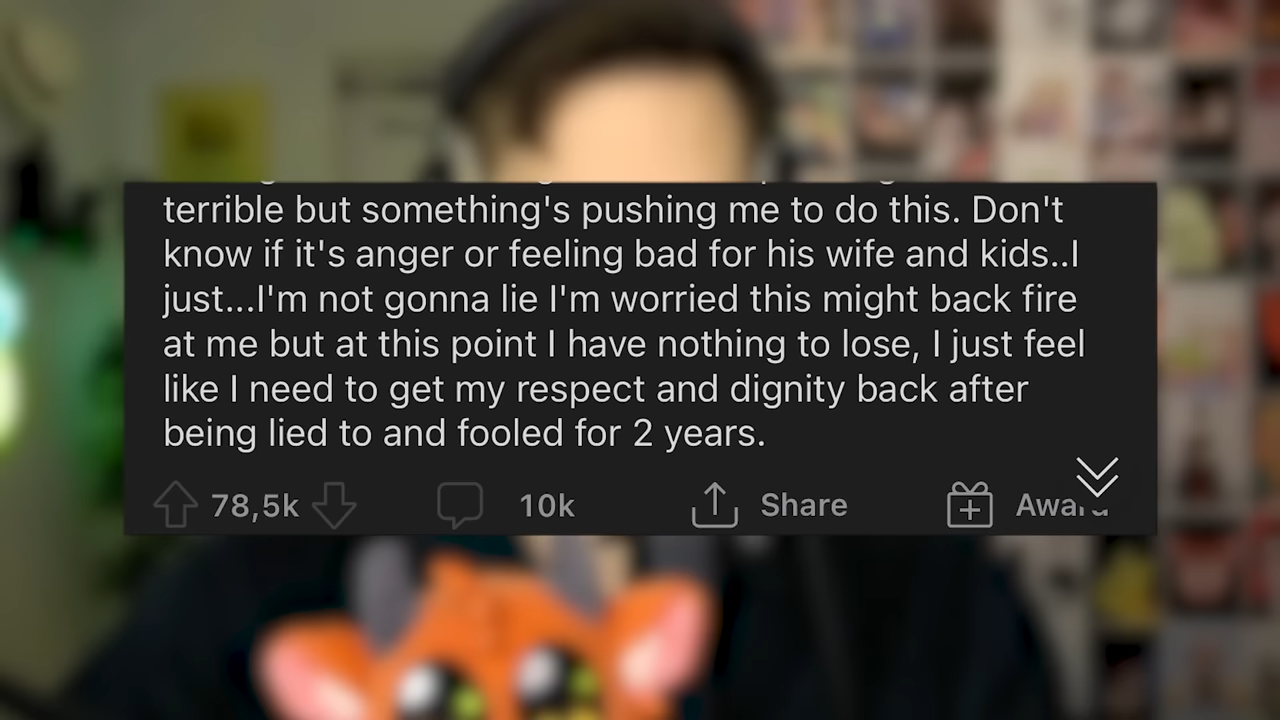 terrible but something's pushing me to do this. Don't
know if it's anger or feeling bad for his wife and kids..I
just...I'm not gonna lie I'm worried this might back fire
at me but at this point I have nothing to lose, I just feel
like I need to get my respect and dignity back after
being lied to and fooled for 2 years.
78,5k 10k Share Award